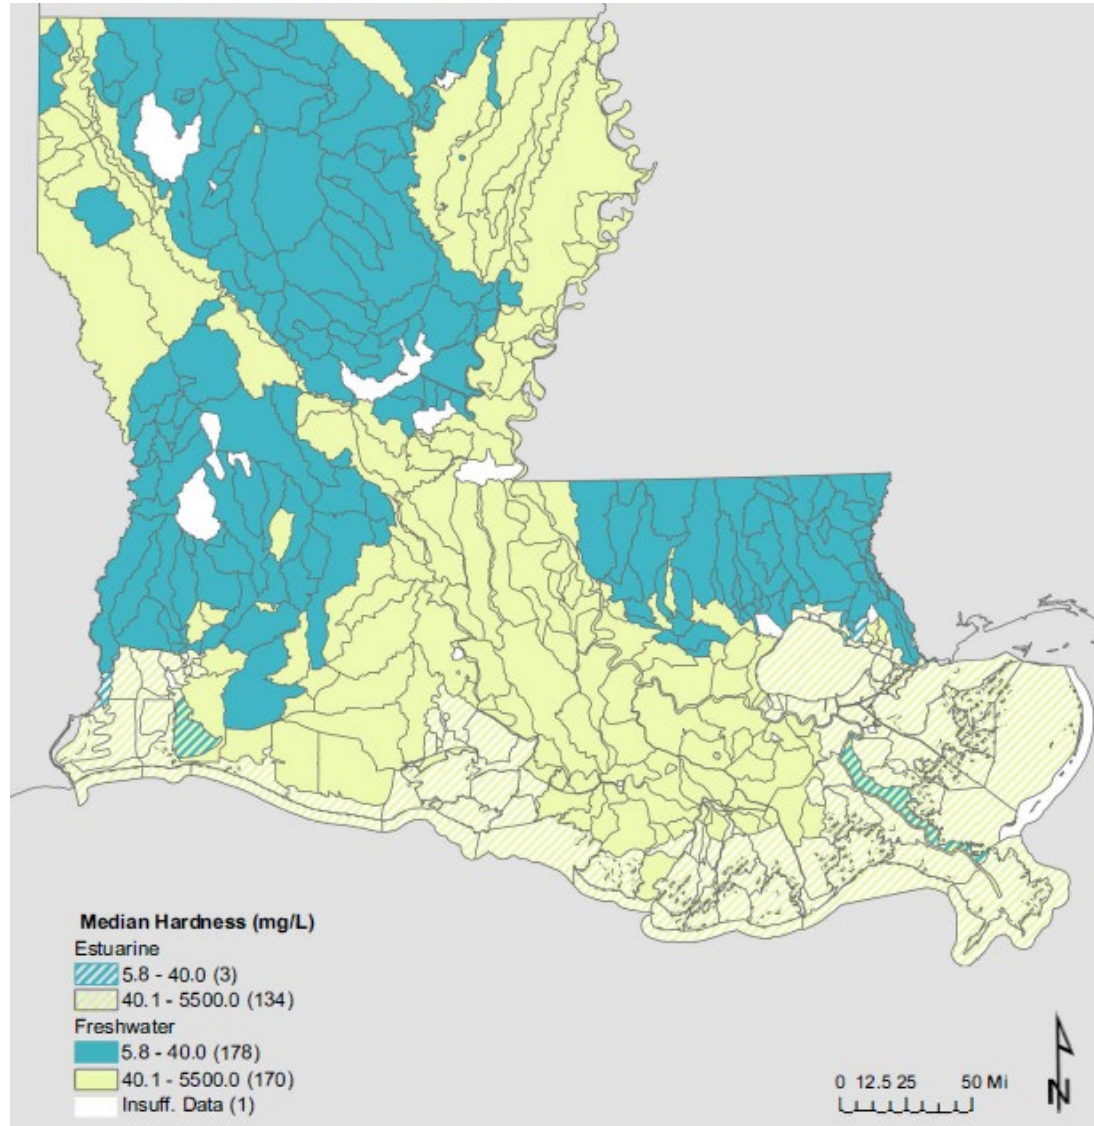 Median Hardness (mg/L)
Estuarine
5.8 - 40.0 (3)
40.1 - 5500.0 (134)
Freshwater
5.8 - 40.0 (178)
40.1 - 5500.0 (170)
Insuff. Data (1)
0 12.5 25 50 Mi
N